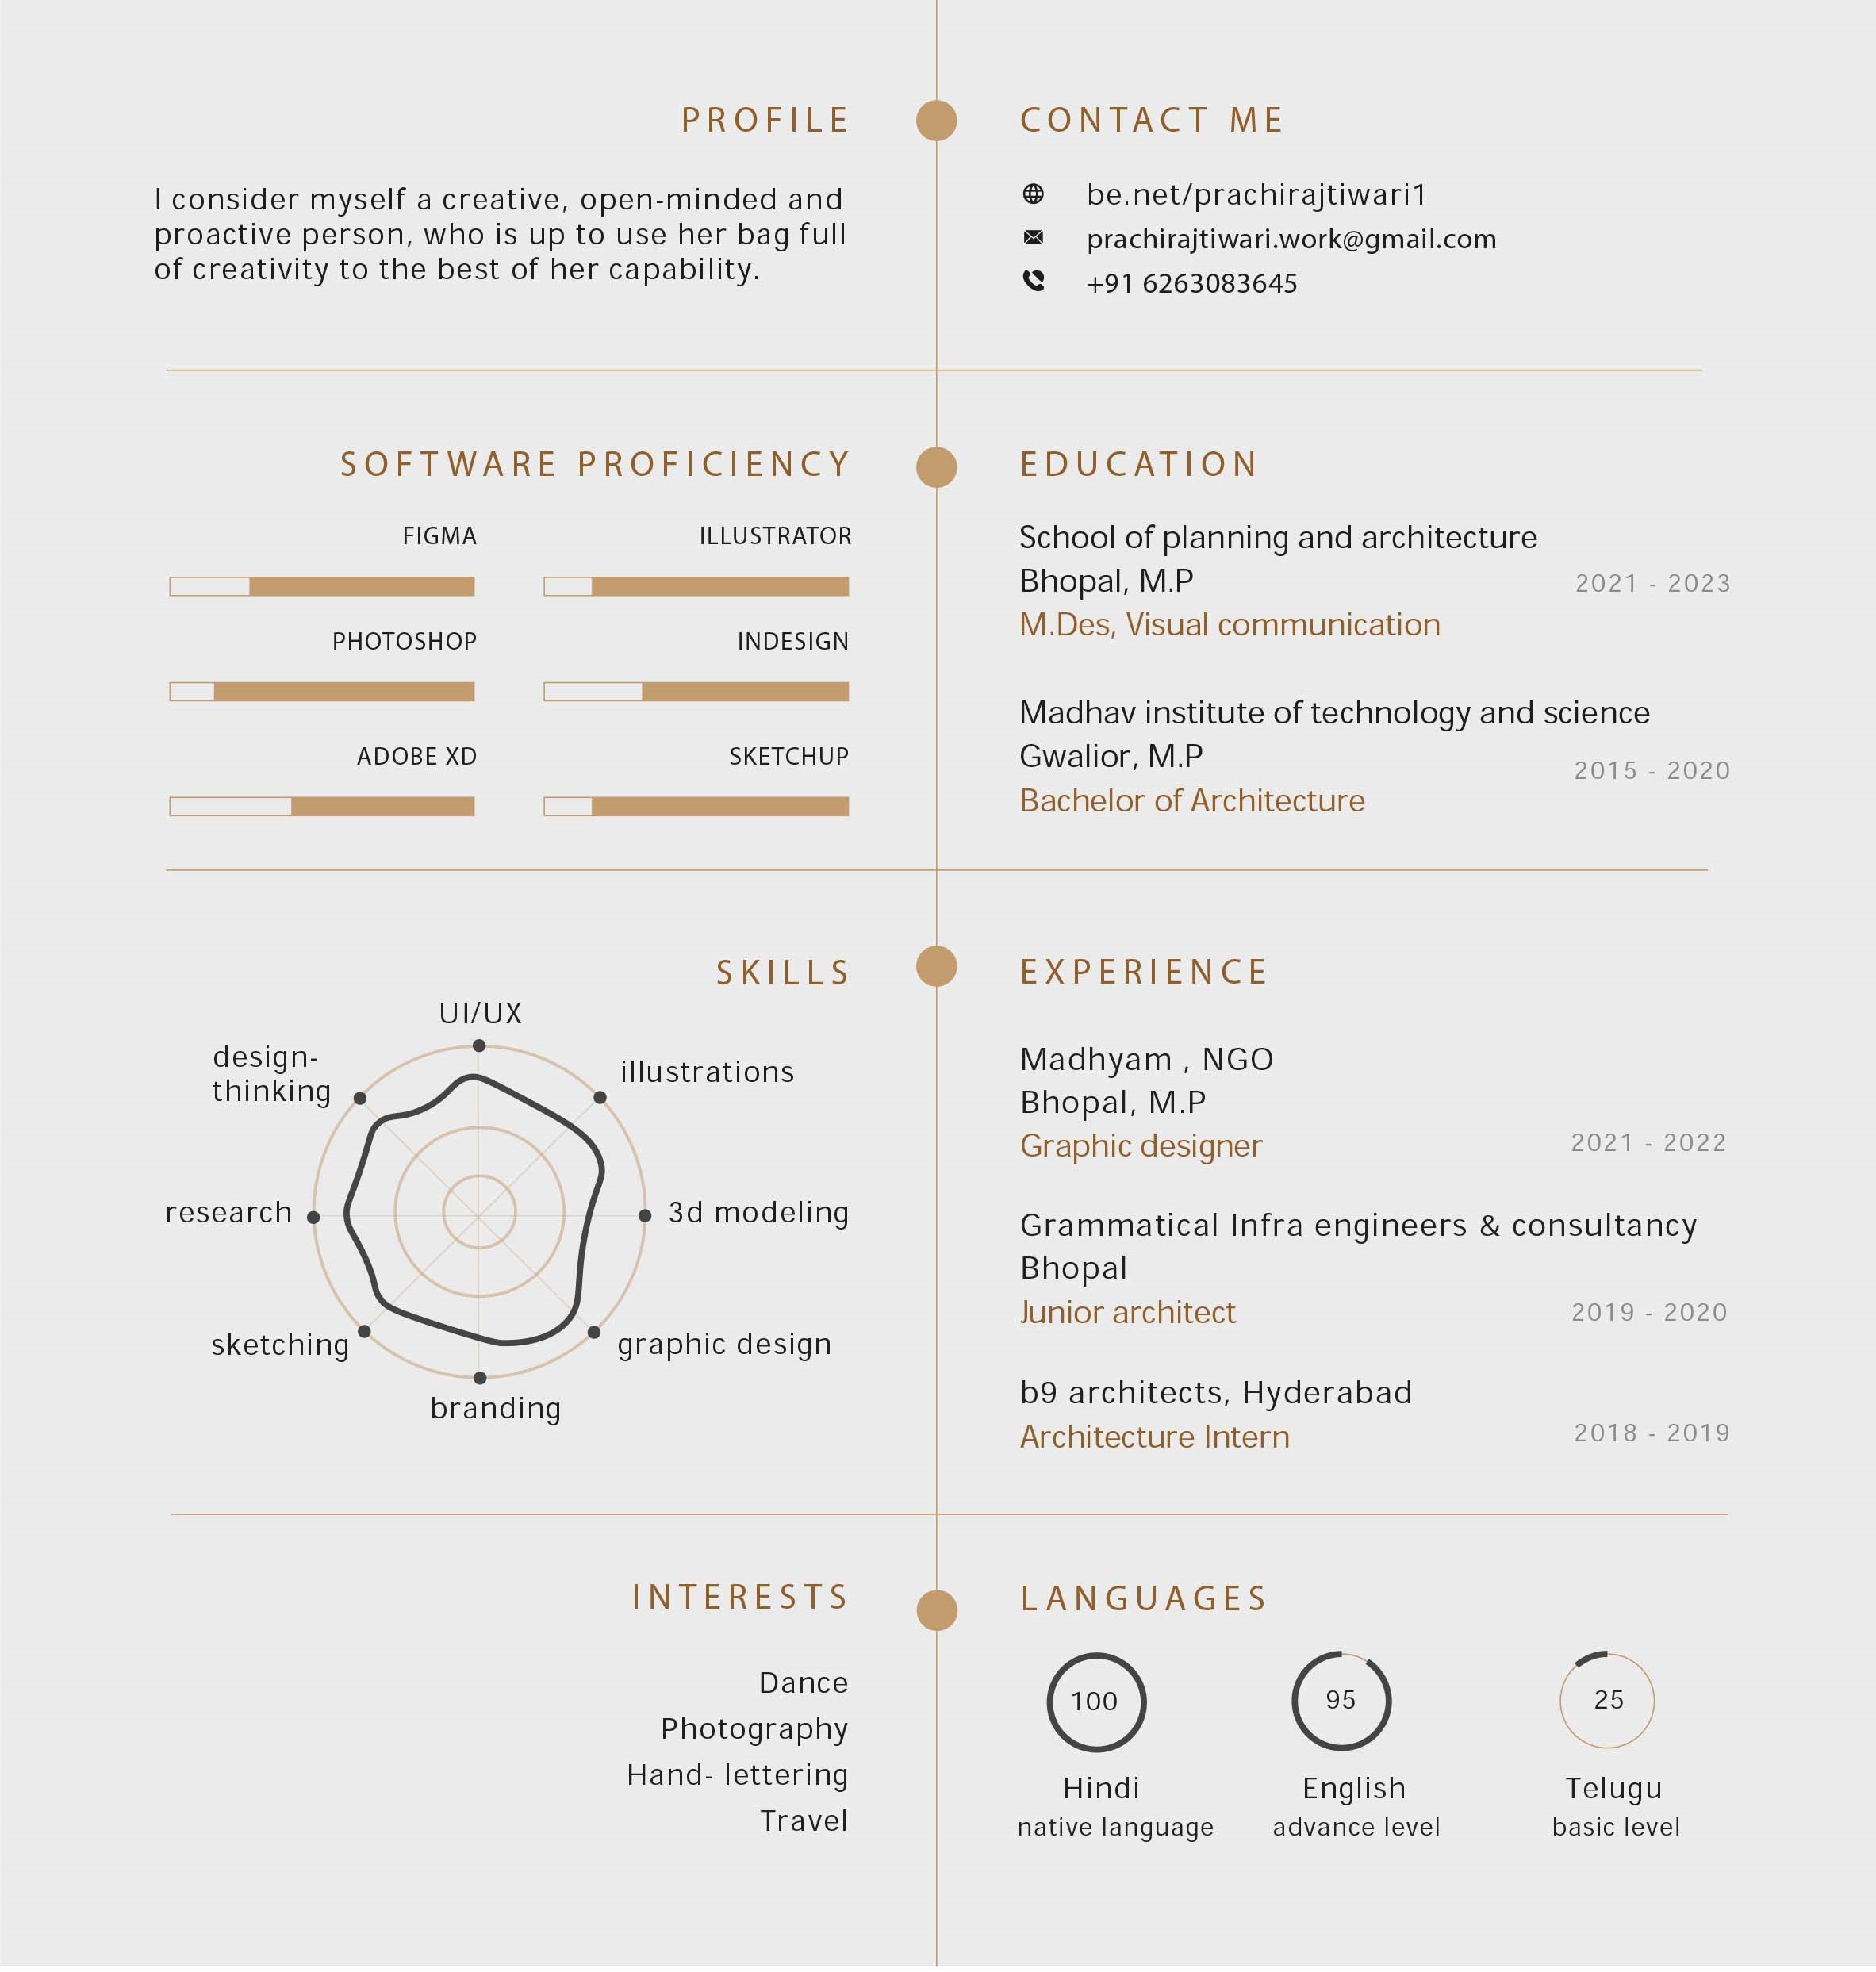 PROFILE
I consider myself a creative, open-minded and
proactive person, who is up to use her bag full
of creativity to the best of her capability.
CONTACT ME
be.net/prachirajtiwari1
prachirajtiwari.work@gmail.com
+91 6263083645
SOFTWARE PROFICIENCY
FIGMA
ILLUSTRATOR
PHOTOSHOP
INDESIGN
ADOBE XD
SKETCHUP
EDUCATION
School of planning and architecture
Bhopal, M.P
2021 - 2023
M.Des, Visual communication
Madhav institute of technology and science
Gwalior, M.P
2015 - 2020
Bachelor of Architecture
SKILLS
UI/UX
design-
thinking
illustrations
research
3d modeling
sketching
graphic design
branding
EXPERIENCE
Madhyam , NGO
Bhopal, M.P
Graphic designer
2021 - 2022
Grammatical Infra engineers & consultancy
Bhopal
Junior architect
2019 - 2020
b9 architects, Hyderabad
Architecture Intern
2018 - 2019
INTERESTS
Dance
Photography
Hand- lettering
Travel
LANGUAGES
100
95
25
Hindi
English
Telugu
native language
advance level
basic level